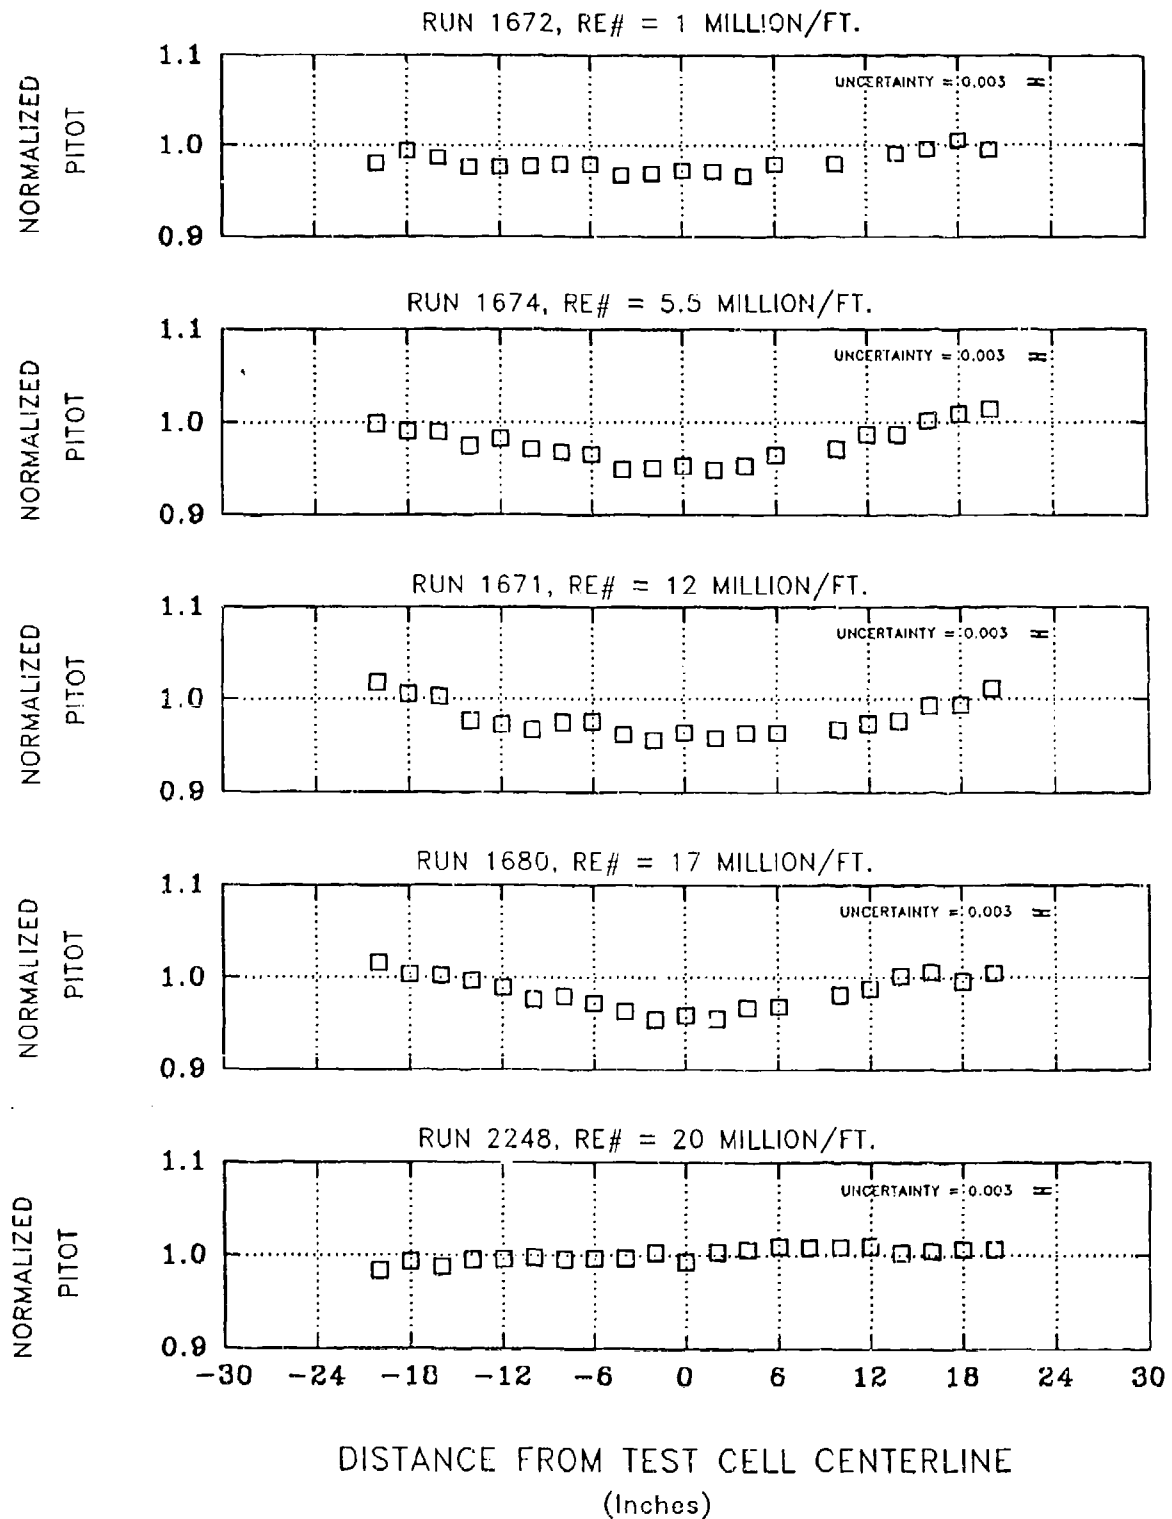 RUN 1672, RE# = 1 MILLION/FT.
1.1
UNCERTAINTY = 0.003
NORMALIZED
PITOT
1.0
0.9
RUN 1674, RE# = 5.5 MILLION/FT.
1.1
UNCERTAINTY = 0.003
NORMALIZED
PITOT
1.0
0.9
RUN 1671, RE# = 12 MILLION/FT.
1.1
UNCERTAINTY = 0.003
NORMALIZED
PITOT
1.0
0.9
RUN 1680, RE# = 17 MILLION/FT.
1.1
UNCERTAINTY = 0.003
NORMALIZED
PITOT
1.0
0.9
RUN 2248, RE# = 20 MILLION/FT.
1.1
UNCERTAINTY = 0.003
NORMALIZED
PITOT
1.0
0.9
-30 -24 -18 -12 -6 0 6 12 18 24 30
DISTANCE FROM TEST CELL CENTERLINE
(Inches)